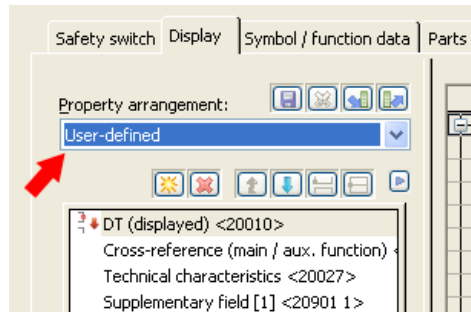 Safety switch Display Symbol / function data Parts
Property arrangement:
User-defined
DT (displayed) <20010>
Cross-reference (main / aux. function) <
Technical characteristics <20027>
Supplementary field [1] <20901 1>